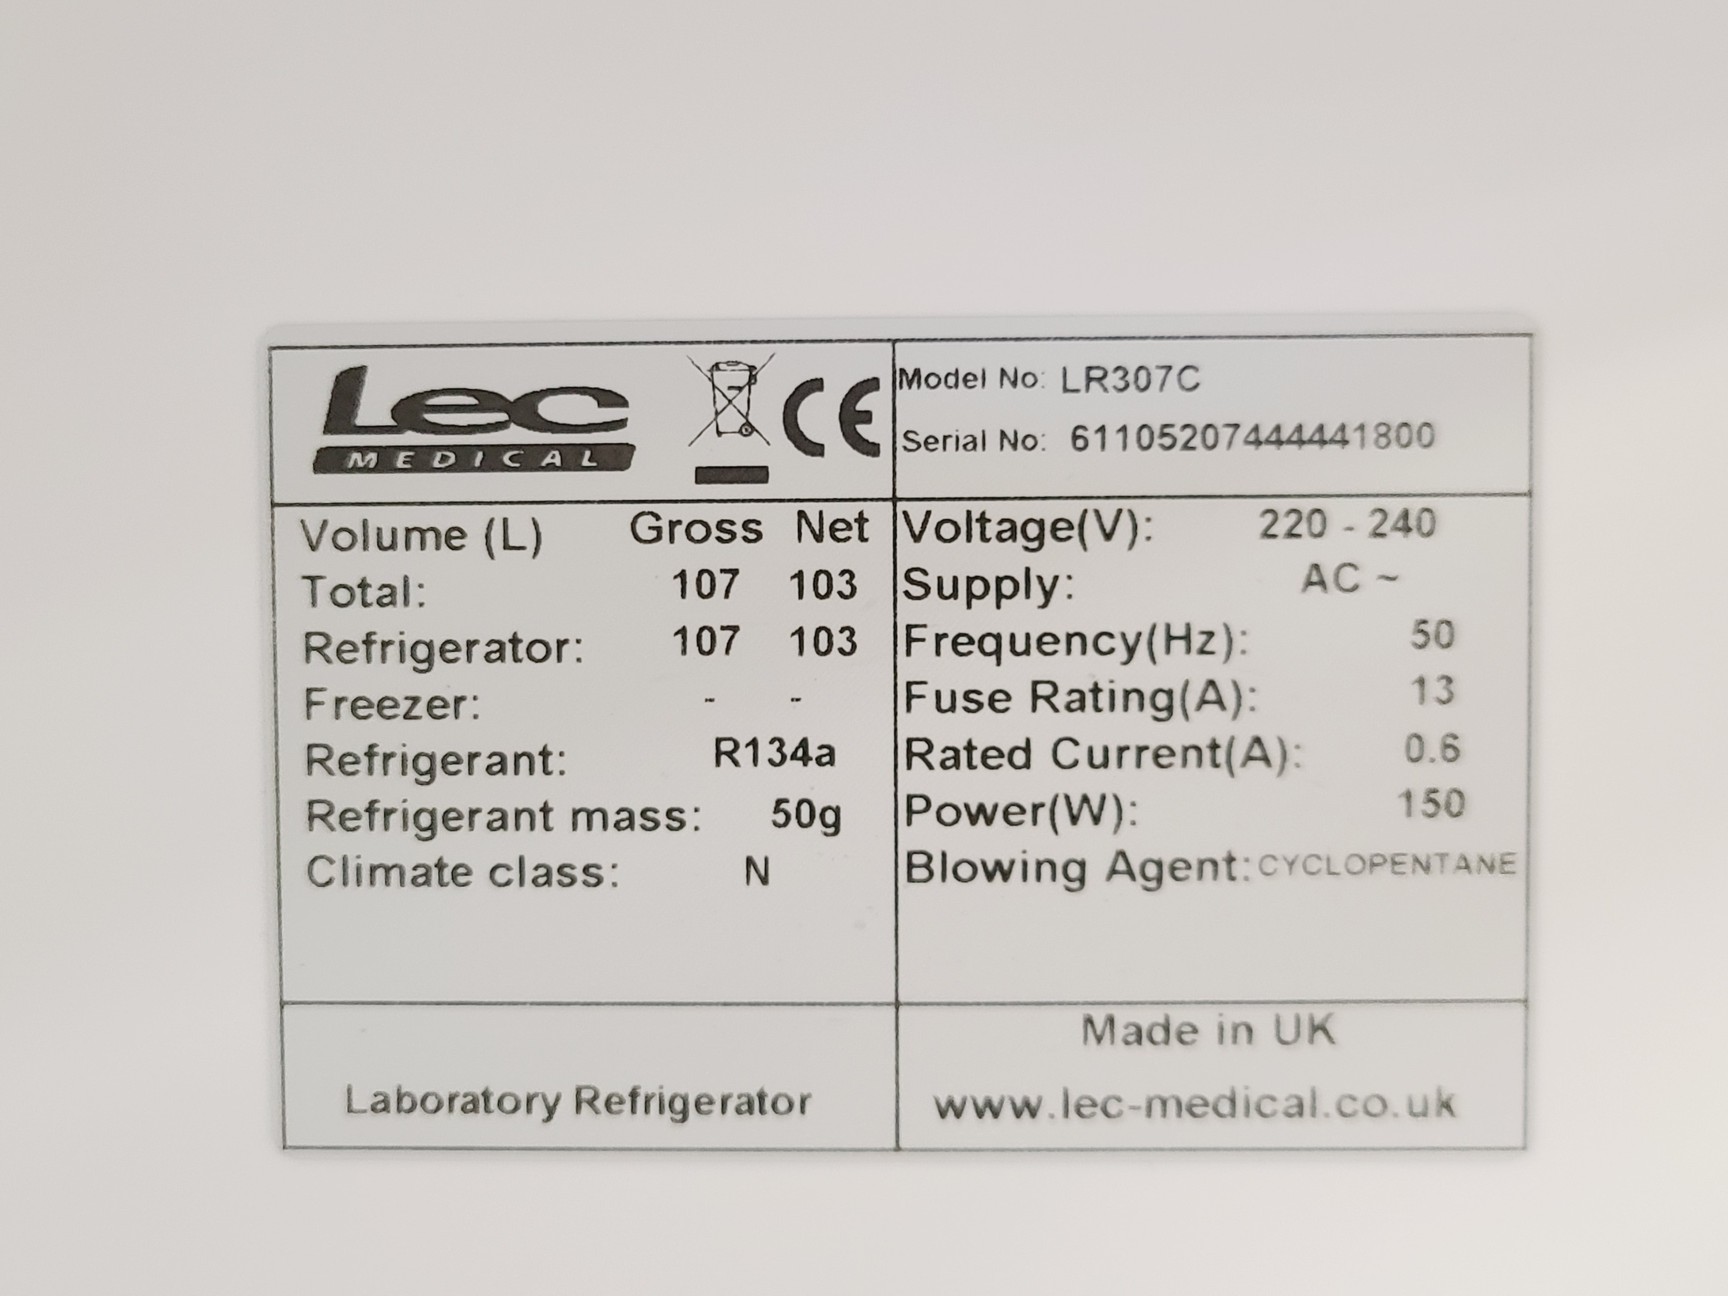 Lec
MEDICAL
CE
Model No: LR307C
Serial No: 61105207444441800
Volume (L) Gross Net
Total: 107 103
Refrigerator: 107 103
Freezer: - -
Refrigerant: R134a
Refrigerant mass: 50g
Climate class: N
Voltage(V): 220 - 240
Supply: AC ~
Frequency(Hz): 50
Fuse Rating(A): 13
Rated Current(A): 0.6
Power(W): 150
Blowing Agent: CYCLOPENTANE
Laboratory Refrigerator
Made in UK
www.lec-medical.co.uk